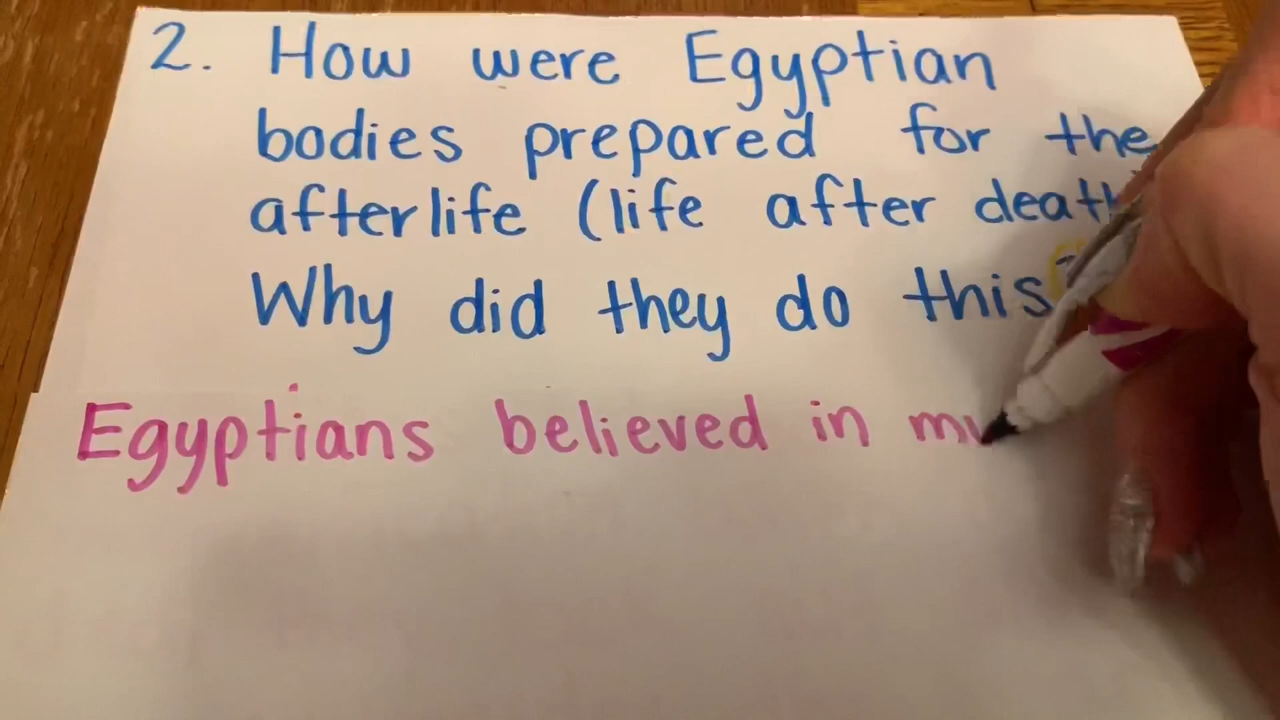 2. How were Egyptian
bodies prepared for the
afterlife (life after death
Why did they do this?
Egyptians believed in mu